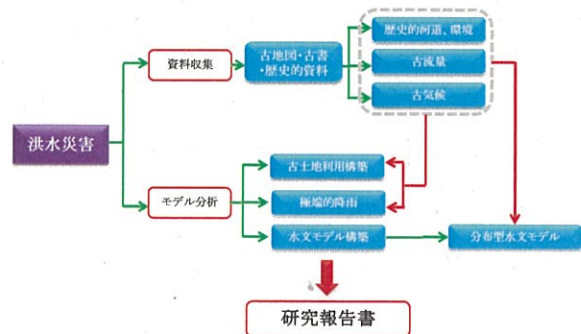 歴史的河道、環境
資料収集
古地図・古書
・歴史的資料
古流量
古気候
洪水災害
古土地利用構築
モデル分析
極端的降雨
水文モデル構築
分布型水文モデル
研究報告書